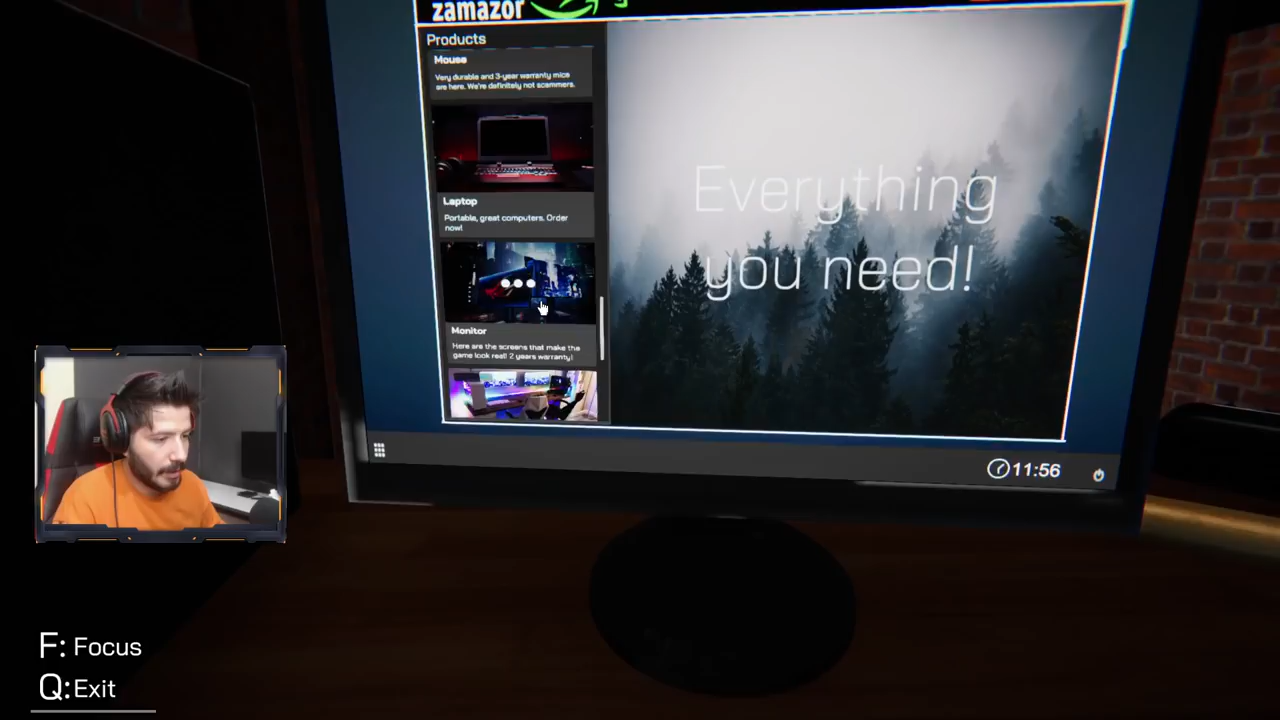 zamazor
Products
Mouse
Very durable and 3-year warranty mice
are here. We're definitely not scammers.
Laptop
Portable, great computers. Order
now!
Monitor
Here are the screens that make the
game look real! 2 years warranty!
Everything
you need!
11:56
F: Focus
Q: Exit